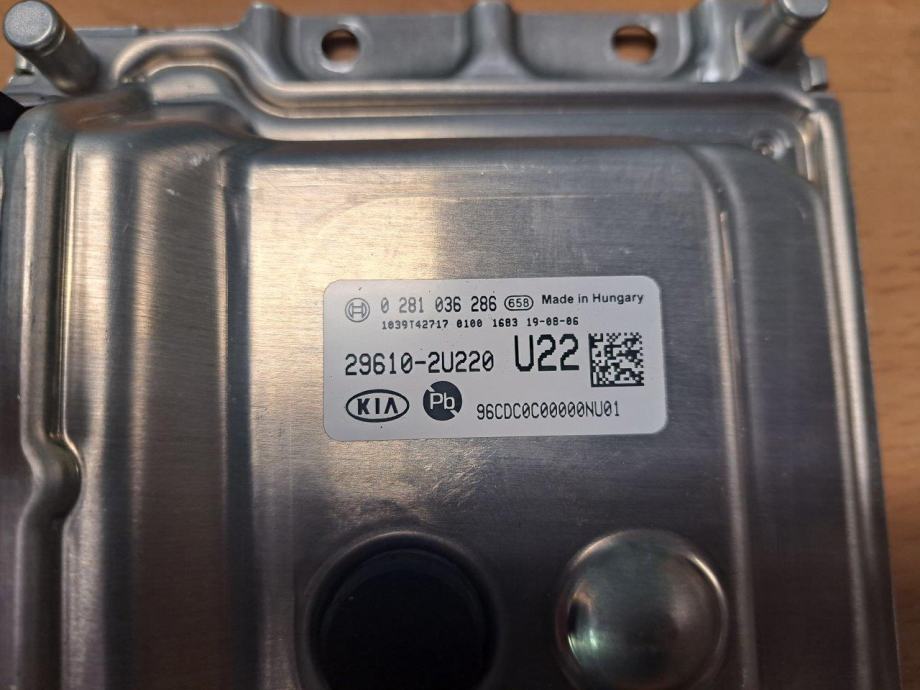 0 281 036 286 658 Made in Hungary
1039T42717 0100 1683 19-08-06
29610-2U220 U22
KIA Pb 96CDC0C00000NU01